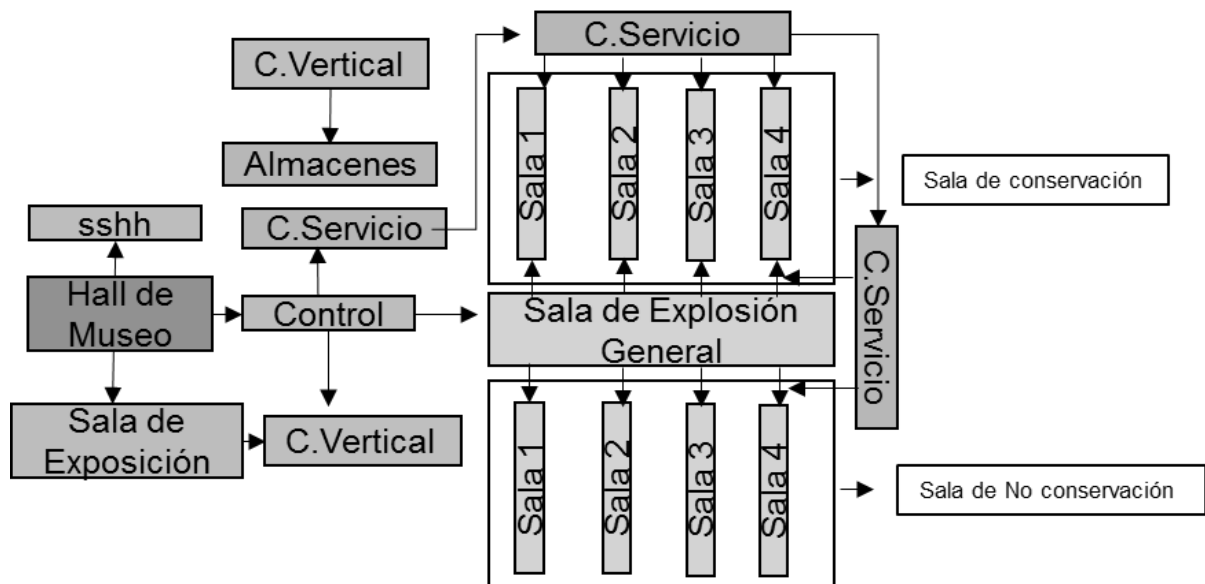 C.Servicio
C.Vertical
Almacenes
Sala 1
Sala 2
Sala 3
Sala 4
Sala de conservación
sshh
C.Servicio
Hall de
Museo
Control
Sala de Explosión
General
C.Servicio
Sala de
Exposición
C.Vertical
Sala 1
Sala 2
Sala 3
Sala 4
Sala de No conservación